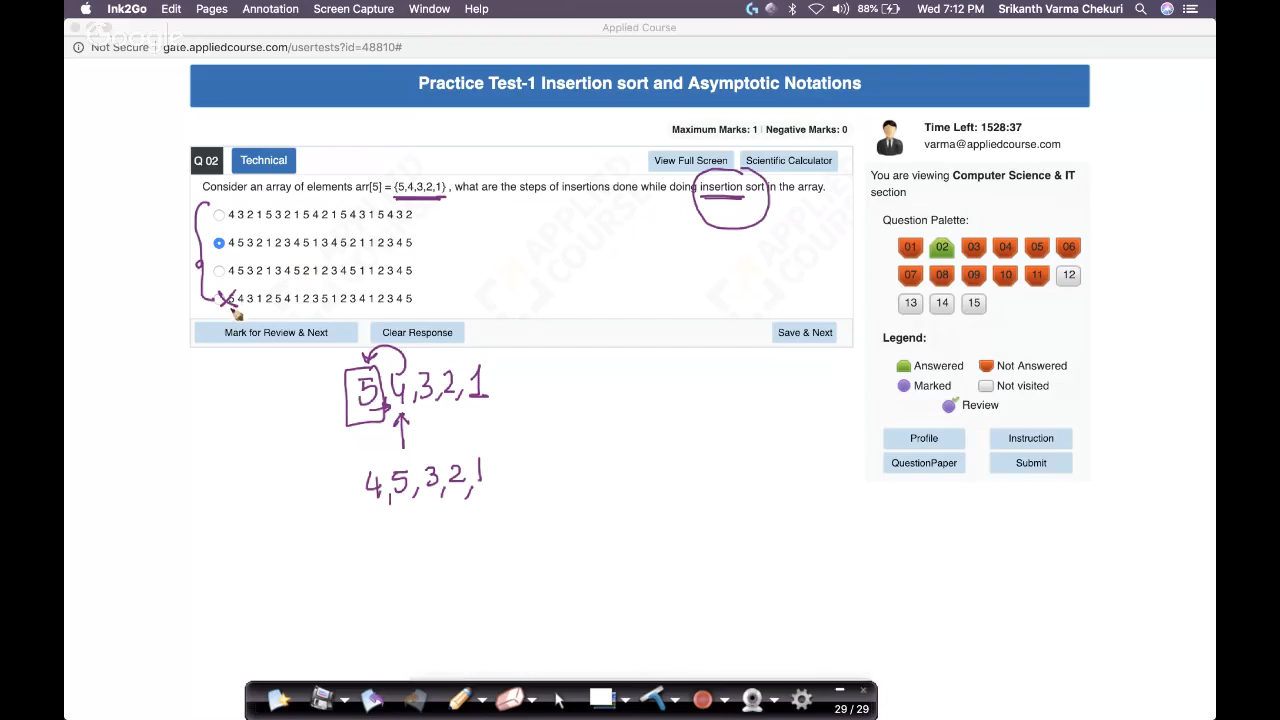 Ink2Go Edit Pages Annotation Screen Capture Window Help 88% Wed 7:12 PM Srikanth Varma Chekuri
Applied Course
Google
Not Secure gate.appliedcourse.com/usertests?id=48810#
Practice Test-1 Insertion sort and Asymptotic Notations
Maximum Marks: 1 | Negative Marks: 0
Time Left: 1528:37
varma@appliedcourse.com
Q 02 Technical View Full Screen Scientific Calculator
You are viewing Computer Science & IT
section
Consider an array of elements arr[5] = {5,4,3,2,1} , what are the steps of insertions done while doing insertion sort in the array.
4 3 2 1 5 3 2 1 5 4 2 1 5 4 3 1 5 4 3 2
4 5 3 2 1 2 3 4 5 1 3 4 5 2 1 1 2 3 4 5
4 5 3 2 1 3 4 5 2 1 2 3 4 5 1 1 2 3 4 5
5 4 3 1 2 5 4 1 2 3 5 1 2 3 4 1 2 3 4 5
Mark for Review & Next Clear Response Save & Next
Question Palette:
01 02 03 04 05 06
07 08 09 10 11 12
13 14 15
Legend:
Answered Not Answered
Marked Not visited
Review
Profile Instruction
QuestionPaper Submit
5 4,3,2,1
4,5,3,2,1
29 / 29
APPLIED
COURSE